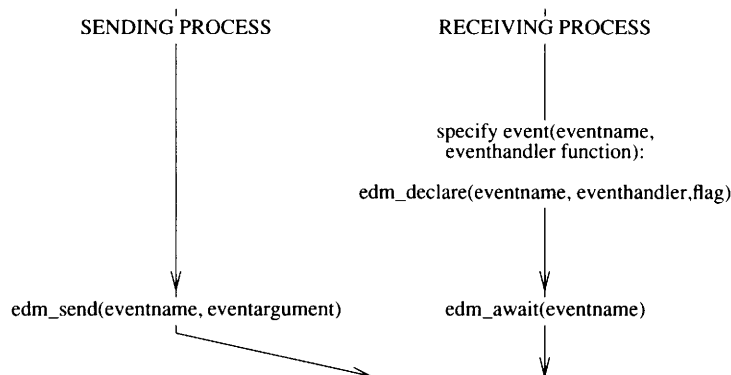 SENDING PROCESS
RECEIVING PROCESS
specify event(eventname,
eventhandler function):
edm_declare(eventname, eventhandler,flag)
edm_send(eventname, eventargument)
edm_await(eventname)